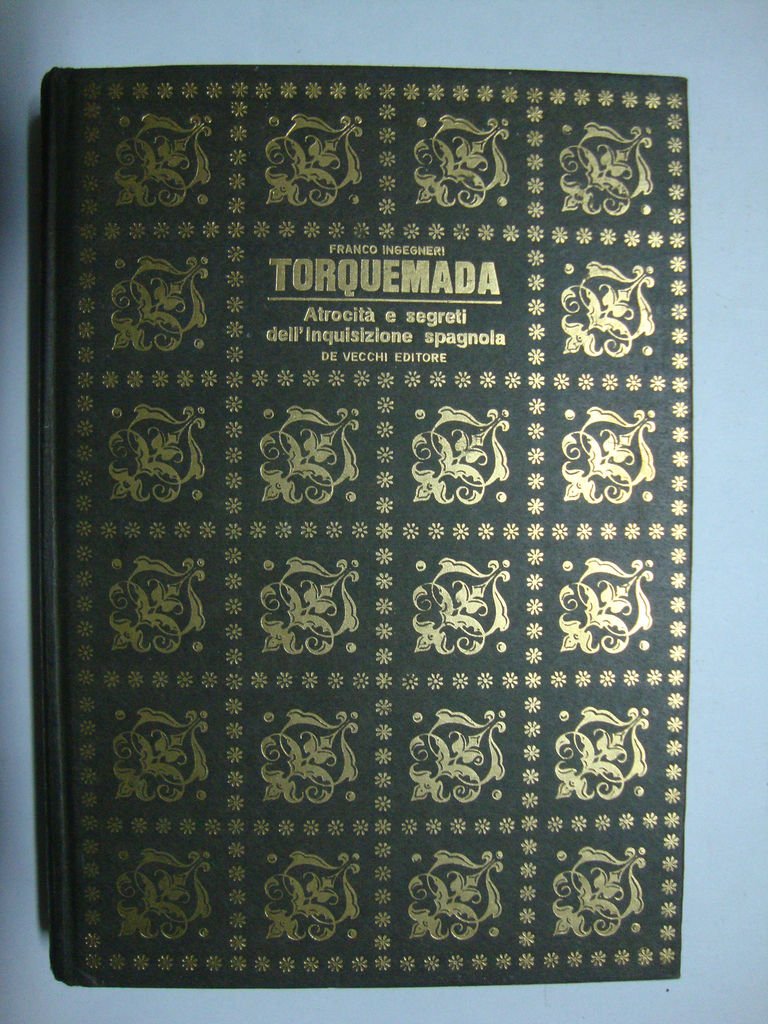 FRANCO INGEGNERI
TORQUEMADA
Atrocità e segreti
dell'Inquisizione spagnola
DE VECCHI EDITORE